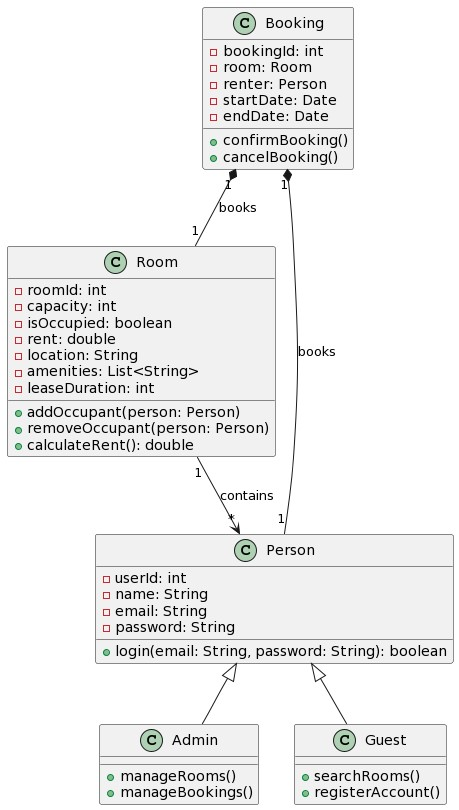 C Booking
bookingId: int
room: Room
renter: Person
startDate: Date
endDate: Date
confirmBooking()
cancelBooking()
1 1
books
1
C Room
roomId: int
capacity: int
isOccupied: boolean
rent: double
location: String
amenities: List<String>
leaseDuration: int
addOccupant(person: Person)
removeOccupant(person: Person)
calculateRent(): double
books
1
contains
* 1
C Person
userId: int
name: String
email: String
password: String
login(email: String, password: String): boolean
C Admin
manageRooms()
manageBookings()
C Guest
searchRooms()
registerAccount()